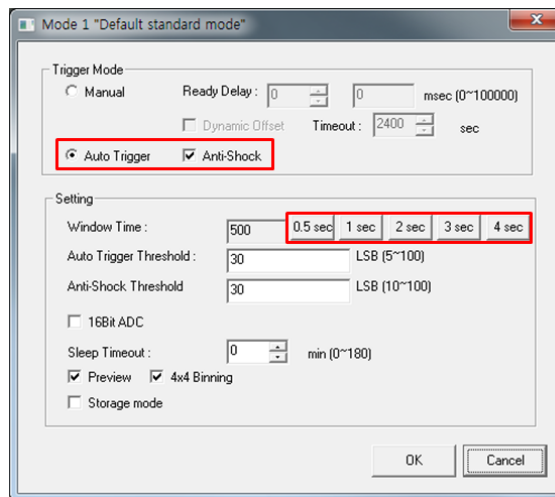 Mode 1 "Default standard mode"
Trigger Mode
Manual Ready Delay : 0 0 msec (0~100000)
Dynamic Offset Timeout : 2400 sec
Auto Trigger Anti-Shock
Setting
Window Time : 500 0.5 sec 1 sec 2 sec 3 sec 4 sec
Auto Trigger Threshold : 30 LSB (5~100)
Anti-Shock Threshold 30 LSB (10~100)
16Bit ADC
Sleep Timeout : 0 min (0~180)
Preview 4x4 Binning
Storage mode
OK Cancel